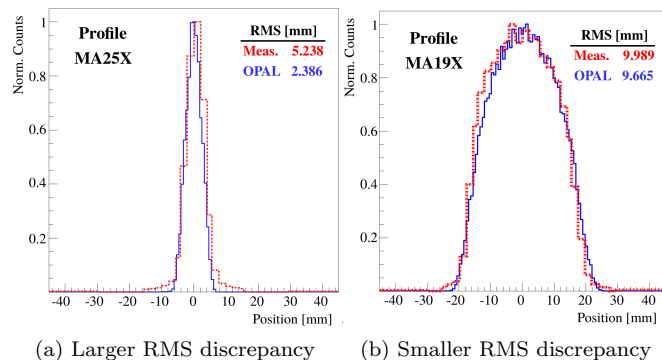 Norm. Counts
1
0.8
0.6
0.4
0.2
-40 -30 -20 -10 0 10 20 30 40
Position [mm]
Profile
MA25X
RMS [mm]
Meas. 5.238
OPAL 2.386
(a) Larger RMS discrepancy
Norm. Counts
1
0.8
0.6
0.4
0.2
-40 -30 -20 -10 0 10 20 30 40
Position [mm]
Profile
MA19X
RMS [mm]
Meas. 9.989
OPAL 9.665
(b) Smaller RMS discrepancy